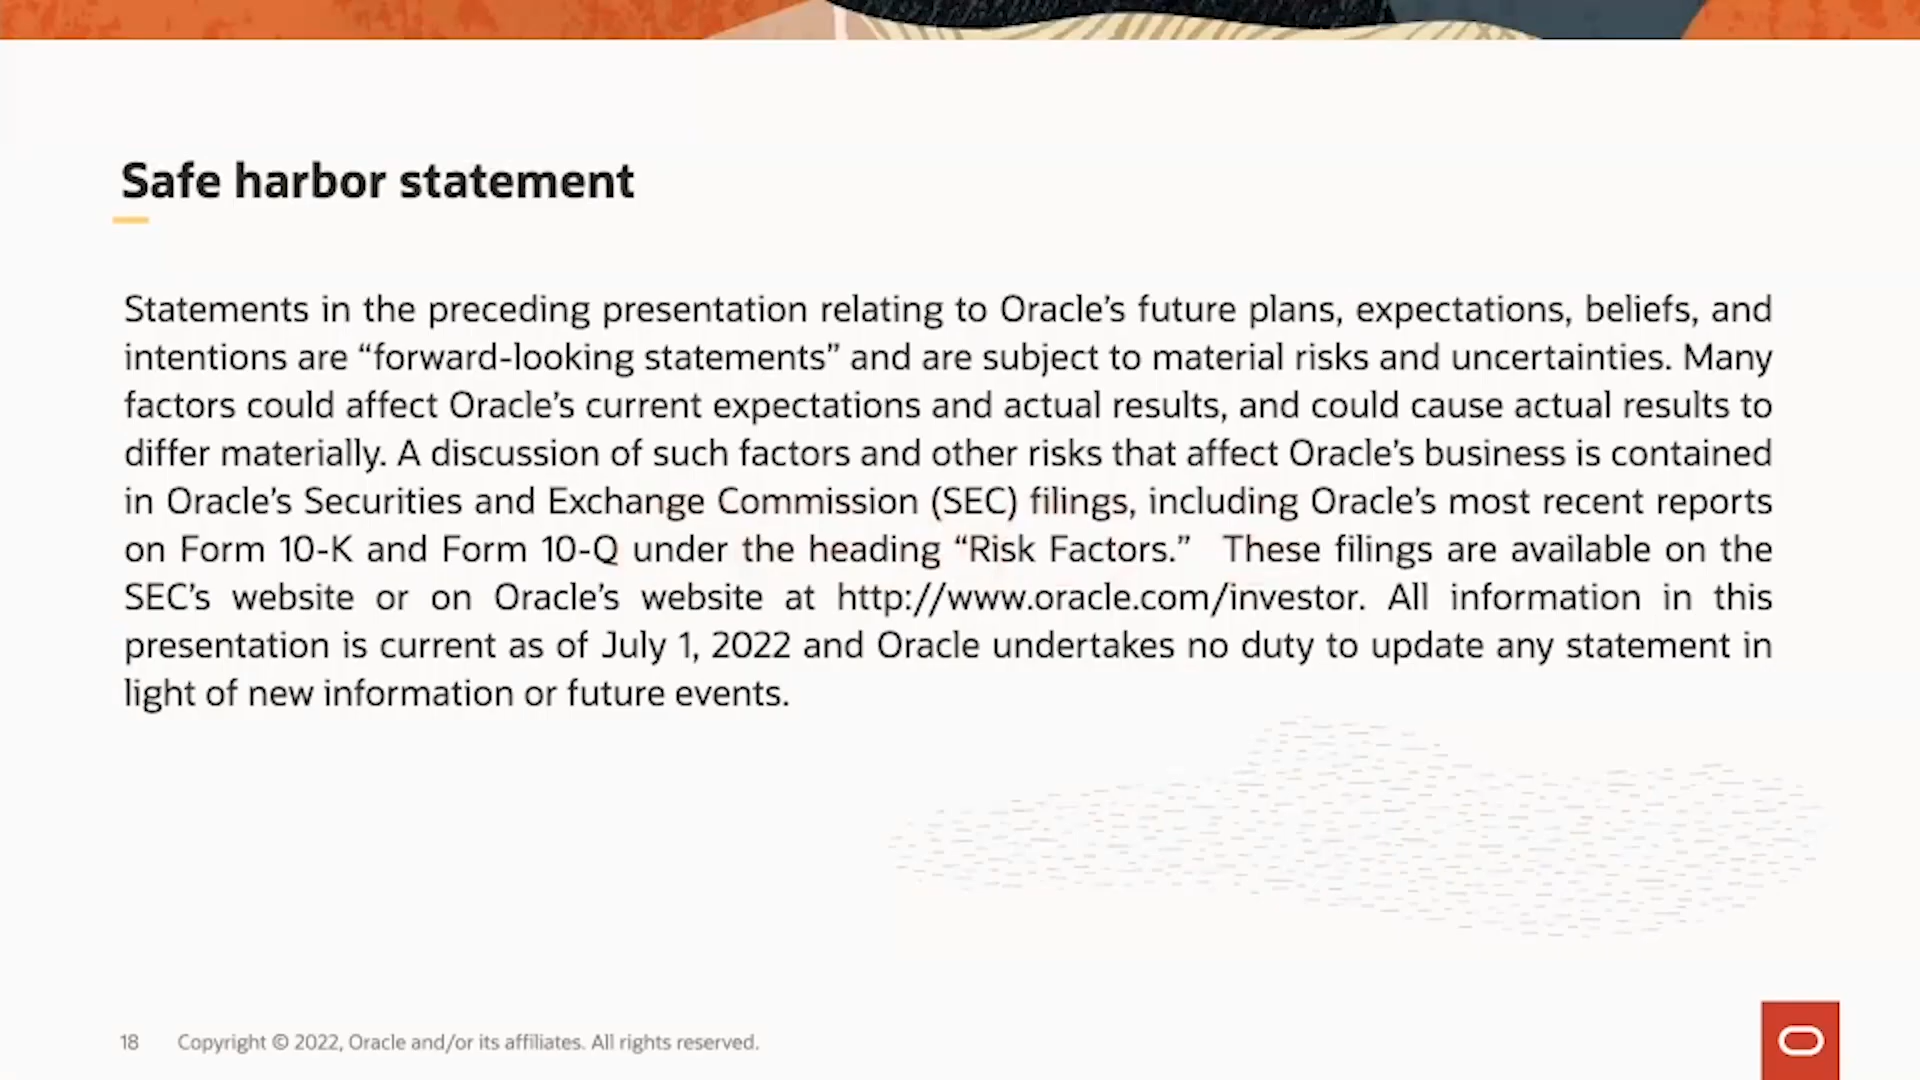 Safe harbor statement
Statements in the preceding presentation relating to Oracle’s future plans, expectations, beliefs, and
intentions are “forward-looking statements” and are subject to material risks and uncertainties. Many
factors could affect Oracle’s current expectations and actual results, and could cause actual results to
differ materially. A discussion of such factors and other risks that affect Oracle’s business is contained
in Oracle’s Securities and Exchange Commission (SEC) filings, including Oracle’s most recent reports
on Form 10-K and Form 10-Q under the heading “Risk Factors.” These filings are available on the
SEC’s website or on Oracle’s website at http://www.oracle.com/investor. All information in this
presentation is current as of July 1, 2022 and Oracle undertakes no duty to update any statement in
light of new information or future events.
18 Copyright © 2022, Oracle and/or its affiliates. All rights reserved.